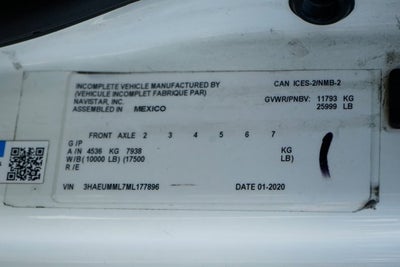 INCOMPLETE VEHICLE MANUFACTURED BY
(VEHICULE INCOMPLET FABRIQUE PAR)
NAVISTAR, INC.
ASSEMBLED IN MEXICO
CAN ICES-2/NMB-2
GVWR/PNBV: 11793 KG
25999 LB
FRONT AXLE 2 3 4 5 6 7
G/P
A/N 4536 KG 7938 KG
W/B( 10000 LB) (17500 LB)
R/E
VIN 3HAEUMML7ML177896 DATE 01-2020